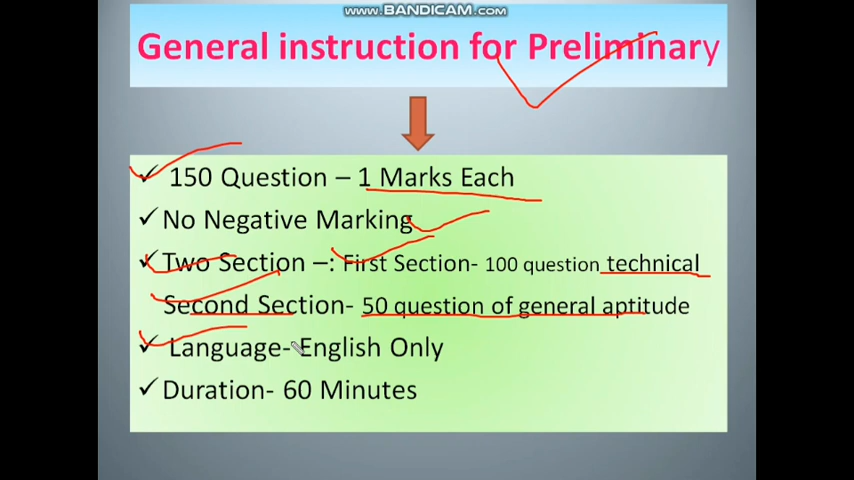 WWW.BANDICAM.COM
General instruction for Preliminary
150 Question – 1 Marks Each
No Negative Marking
Two Section –: First Section- 100 question technical
Second Section- 50 question of general aptitude
Language- English Only
Duration- 60 Minutes